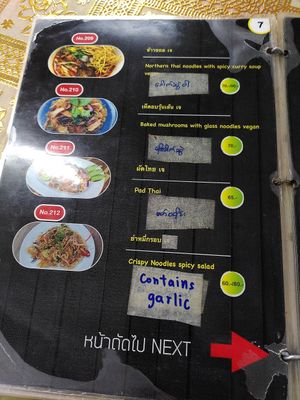 7
No.209
ข้าวซอย เจ
Northern thai noodles with spicy curry soup
No.210
เห็ดอบวุ้นเส้น เจ
Baked mushrooms with glass noodles vegan
No.211
ผัดไทย เจ
Pad Thai
65.-
No.212
ยำหมี่กรอบ
Crispy Noodles spicy salad
60.-/80.-
Contains
garlic
หน้าถัดไป NEXT